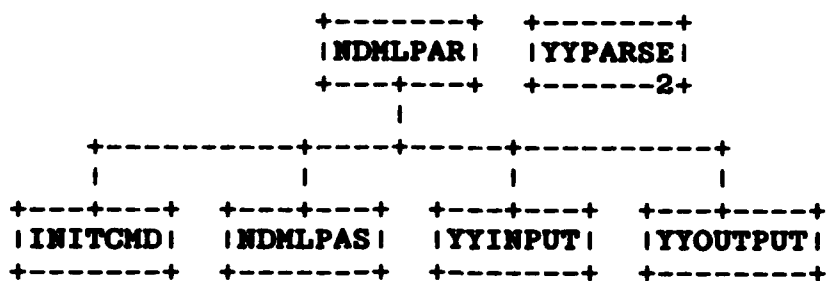 +-------+ +-------+
|NDMLPAR| |YYPARSE|
+---+---+ +------2+
|
+----------+----+-----+----------+
| | | |
+---+---+ +---+---+ +---+---+ +---+----+
|INITCMD| |NDMLPAS| |YYINPUT| |YYOUTPUT|
+-------+ +-------+ +-------+ +--------+